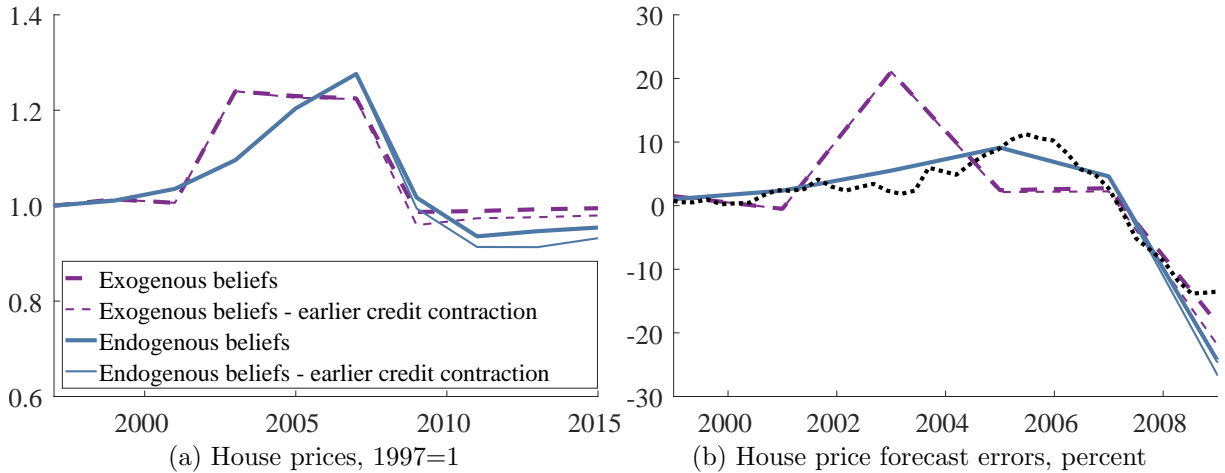 1.4
1.2
1.0
0.8
0.6
Exogenous beliefs
Exogenous beliefs - earlier credit contraction
Endogenous beliefs
Endogenous beliefs - earlier credit contraction
2000 2005 2010 2015
(a) House prices, 1997=1
30
20
10
0
-10
-20
-30
2000 2002 2004 2006 2008
(b) House price forecast errors, percent